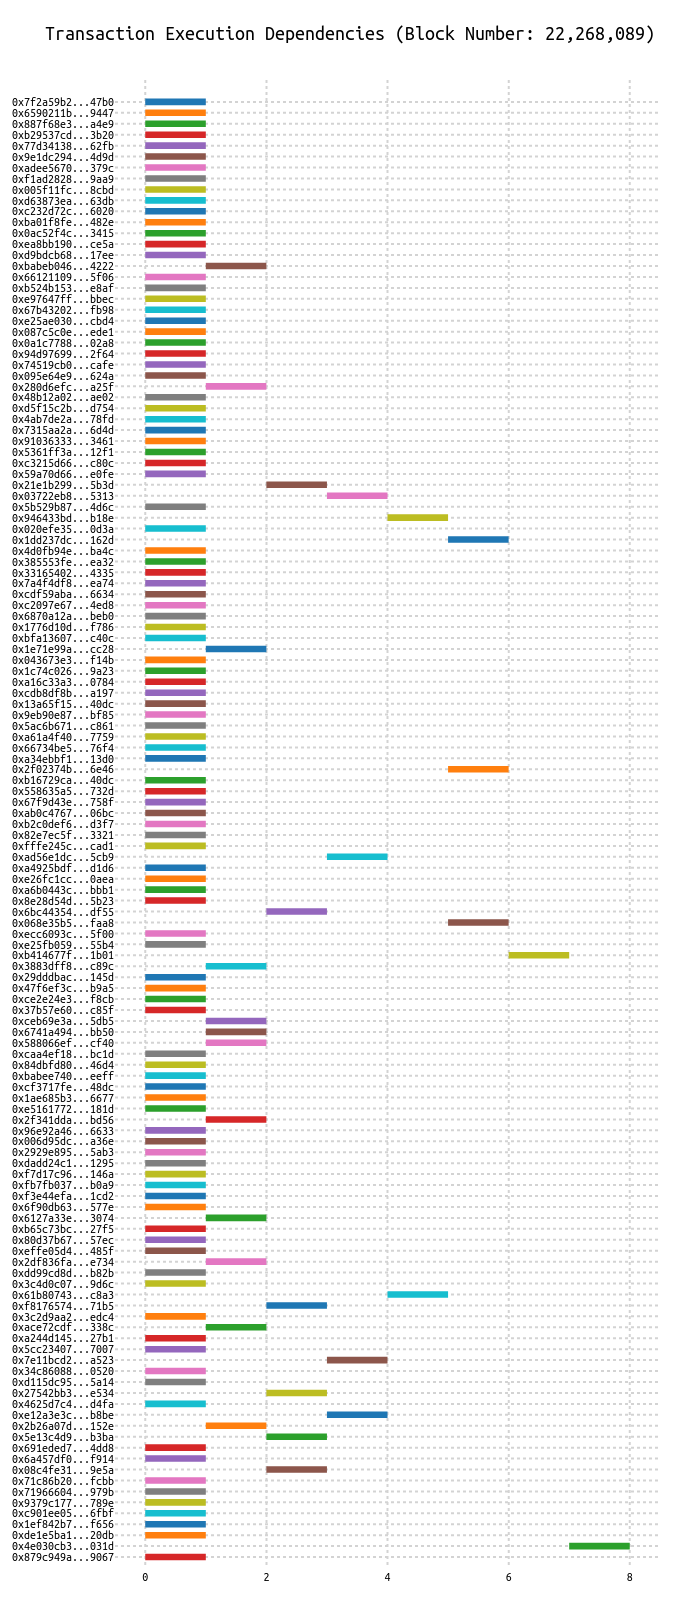 Transaction Execution Dependencies (Block Number: 22,268,089)
0x7f2a59b2...47b0
0x6590211b...9447
0x887f68e3...a4e9
0xb29537cd...3b20
0x77d34138...62fb
0x9e1dc294...4d9d
0xadee5670...379c
0xf1ad2828...9aa9
0x005f11fc...8cbd
0xd63873ea...63db
0xc232d72c...6020
0xba01f8fe...482e
0x0ac52f4c...3415
0xea8bb190...ce5a
0xd9bdcb68...17ee
0xbabeb046...4222
0x66121109...5f06
0xb524b153...e8af
0xe97647ff...bbec
0x67b43202...fb98
0xe25ae030...cbd4
0x087c5c0e...ede1
0x0a1c7788...02a8
0x94d97699...2f64
0x74519cb0...cafe
0x095e64e9...624a
0x280d6efc...a25f
0x48b12a02...ae02
0xd5f15c2b...d754
0x4ab7de2a...78fd
0x7315aa2a...6d4d
0x91036333...3461
0x5361ff3a...12f1
0xc3215d66...c80c
0x59a70d66...e0fe
0x21e1b299...5b3d
0x03722eb8...5313
0x5b529b87...4d6c
0x946433bd...b18e
0x020efe35...0d3a
0x1dd237dc...162d
0x4d0fb94e...ba4c
0x385553fe...ea32
0x33165402...4335
0x7a4f4df8...ea74
0xcdf59aba...6634
0xc2097e67...4ed8
0x6870a12a...beb0
0x1776d10d...f786
0xbfa13607...c40c
0x1e71e99a...cc28
0x043673e3...f14b
0x1c74c026...9a23
0xa16c33a3...0784
0xcdb8df8b...a197
0x13a65f15...40dc
0x9eb90e87...bf85
0x5ac6b671...c861
0xa61a4f40...7759
0x66734be5...76f4
0xa34ebbf1...13d0
0x2f02374b...6e46
0xb16729ca...40dc
0x558635a5...732d
0x67f9d43e...758f
0xab0c4767...06bc
0xb2c0def6...d3f7
0x82e7ec5f...3321
0xfffe245c...cad1
0xad56e1dc...5cb9
0xa4925bdf...d1d6
0xe26fc1cc...0aea
0xa6b0443c...bbb1
0x8e28d54d...5b23
0x6bc44354...df55
0x068e35b5...faa8
0xecc6093c...5f00
0xe25fb059...55b4
0xb414677f...1b01
0x3883dff8...c89c
0x29dddbac...145d
0x47f6ef3c...b9a5
0xce2e24e3...f8cb
0x37b57e60...c85f
0xceb69e3a...5db5
0x6741a494...bb50
0x588066ef...cf40
0xcaa4ef18...bc1d
0x84dbfd80...46d4
0xbabee740...eeff
0xcf3717fe...48dc
0x1ae685b3...6677
0xe5161772...181d
0x2f341dda...bd56
0x96e92a46...6633
0x006d95dc...a36e
0x2929e895...5ab3
0xdadd24c1...1295
0xf7d17c96...146a
0xfb7fb037...b0a9
0xf3e44efa...1cd2
0x6f90db63...577e
0x6127a33e...3074
0xb65c73bc...27f5
0x80d37b67...57ec
0xeffe05d4...485f
0x2df836fa...e734
0xdd99cd8d...b82b
0x3c4d0c07...9d6c
0x61b80743...c8a3
0xf8176574...71b5
0x3c2d9aa2...edc4
0xace72cdf...338c
0xa244d145...27b1
0x5cc23407...7007
0x7e11bcd2...a523
0x34c86088...0520
0xd115dc95...5a14
0x27542bb3...e534
0x4625d7c4...d4fa
0xe12a3e3c...b8be
0x2b26a07d...152e
0x5e13c4d9...b3ba
0x691eded7...4dd8
0x6a457df0...f914
0x08c4fe31...9e5a
0x71c86b20...fcbb
0x71966604...979b
0x9379c177...789e
0xc901ee05...6fbf
0x1ef842b7...f656
0xde1e5ba1...20db
0x4e030cb3...031d
0x879c949a...9067
0 2 4 6 8